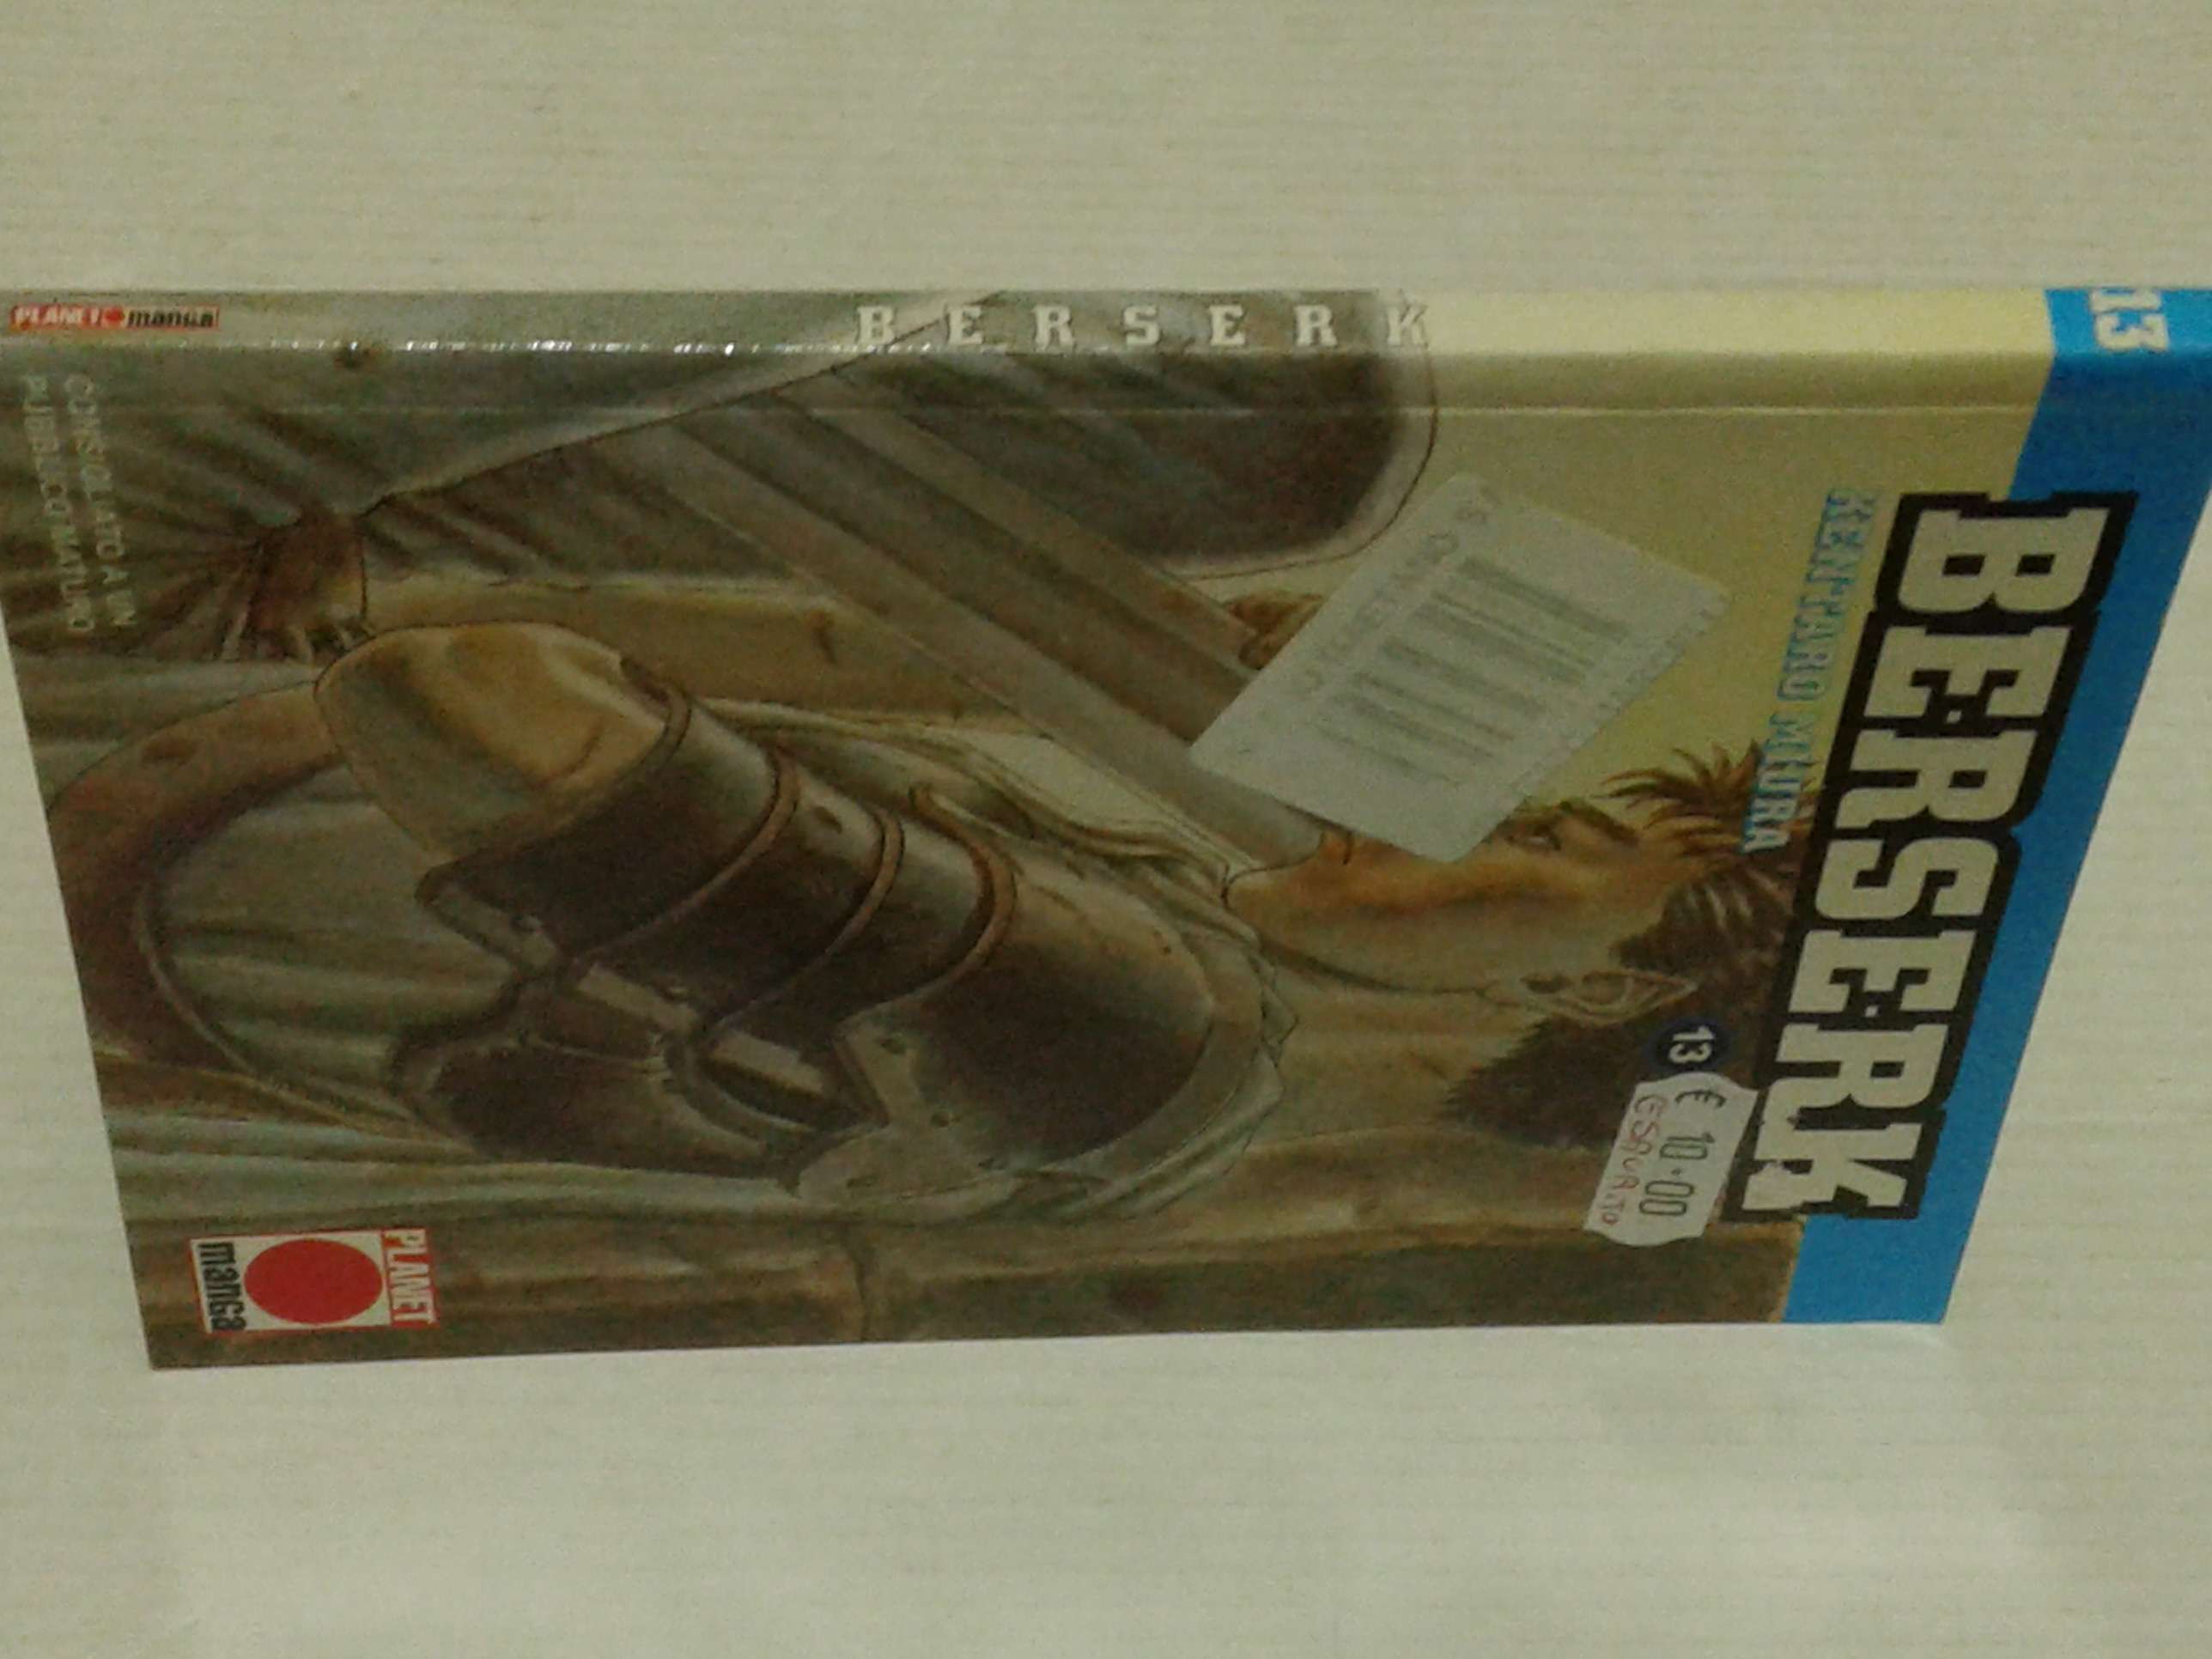 13
BERSERK
PLANET manga
BERSERK
KENTARO MIURA
13
€ 10.00
ESAURITO
CONSIGLIATO A UN
PUBBLICO MATURO
PLANET
manga